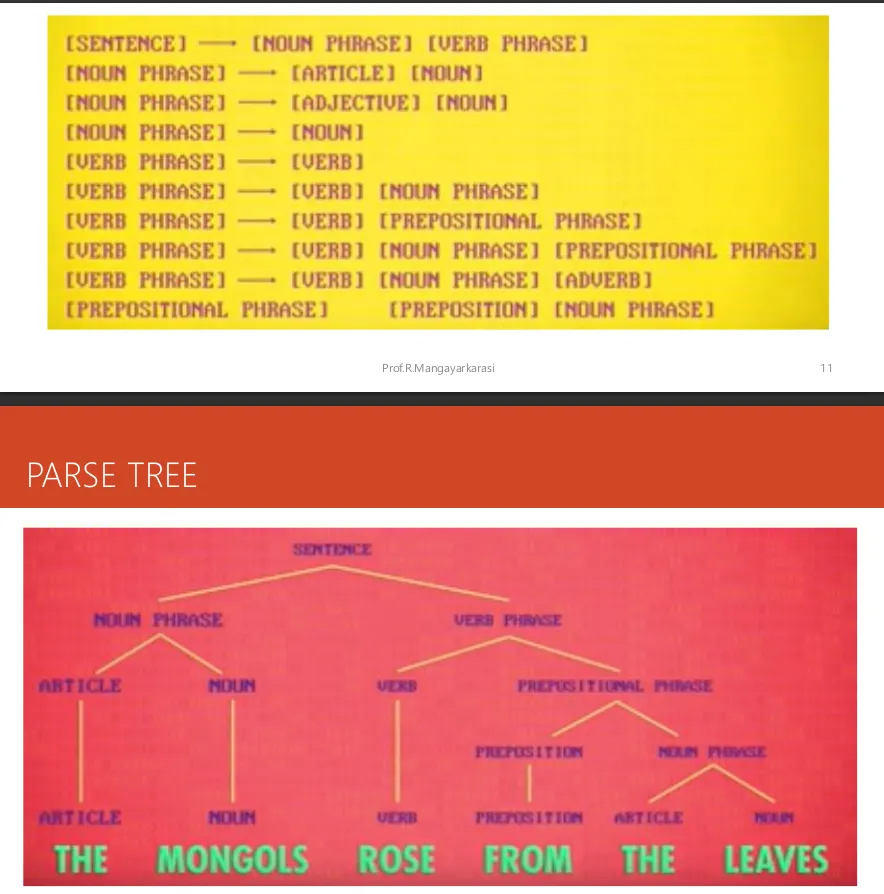 [SENTENCE] ⟶ [NOUN PHRASE] [VERB PHRASE]
[NOUN PHRASE] ⟶ [ARTICLE] [NOUN]
[NOUN PHRASE] ⟶ [ADJECTIVE] [NOUN]
[NOUN PHRASE] ⟶ [NOUN]
[VERB PHRASE] ⟶ [VERB]
[VERB PHRASE] ⟶ [VERB] [NOUN PHRASE]
[VERB PHRASE] ⟶ [VERB] [PREPOSITIONAL PHRASE]
[VERB PHRASE] ⟶ [VERB] [NOUN PHRASE] [PREPOSITIONAL PHRASE]
[VERB PHRASE] ⟶ [VERB] [NOUN PHRASE] [ADVERB]
[PREPOSITIONAL PHRASE] [PREPOSITION] [NOUN PHRASE]
Prof.R.Mangayarkarasi 11
PARSE TREE
SENTENCE
NOUN PHRASE VERB PHRASE
ARTICLE NOUN VERB PREPOSITIONAL PHRASE
PREPOSITION NOUN PHRASE
ARTICLE NOUN VERB PREPOSITION ARTICLE NOUN
THE MONGOLS ROSE FROM THE LEAVES